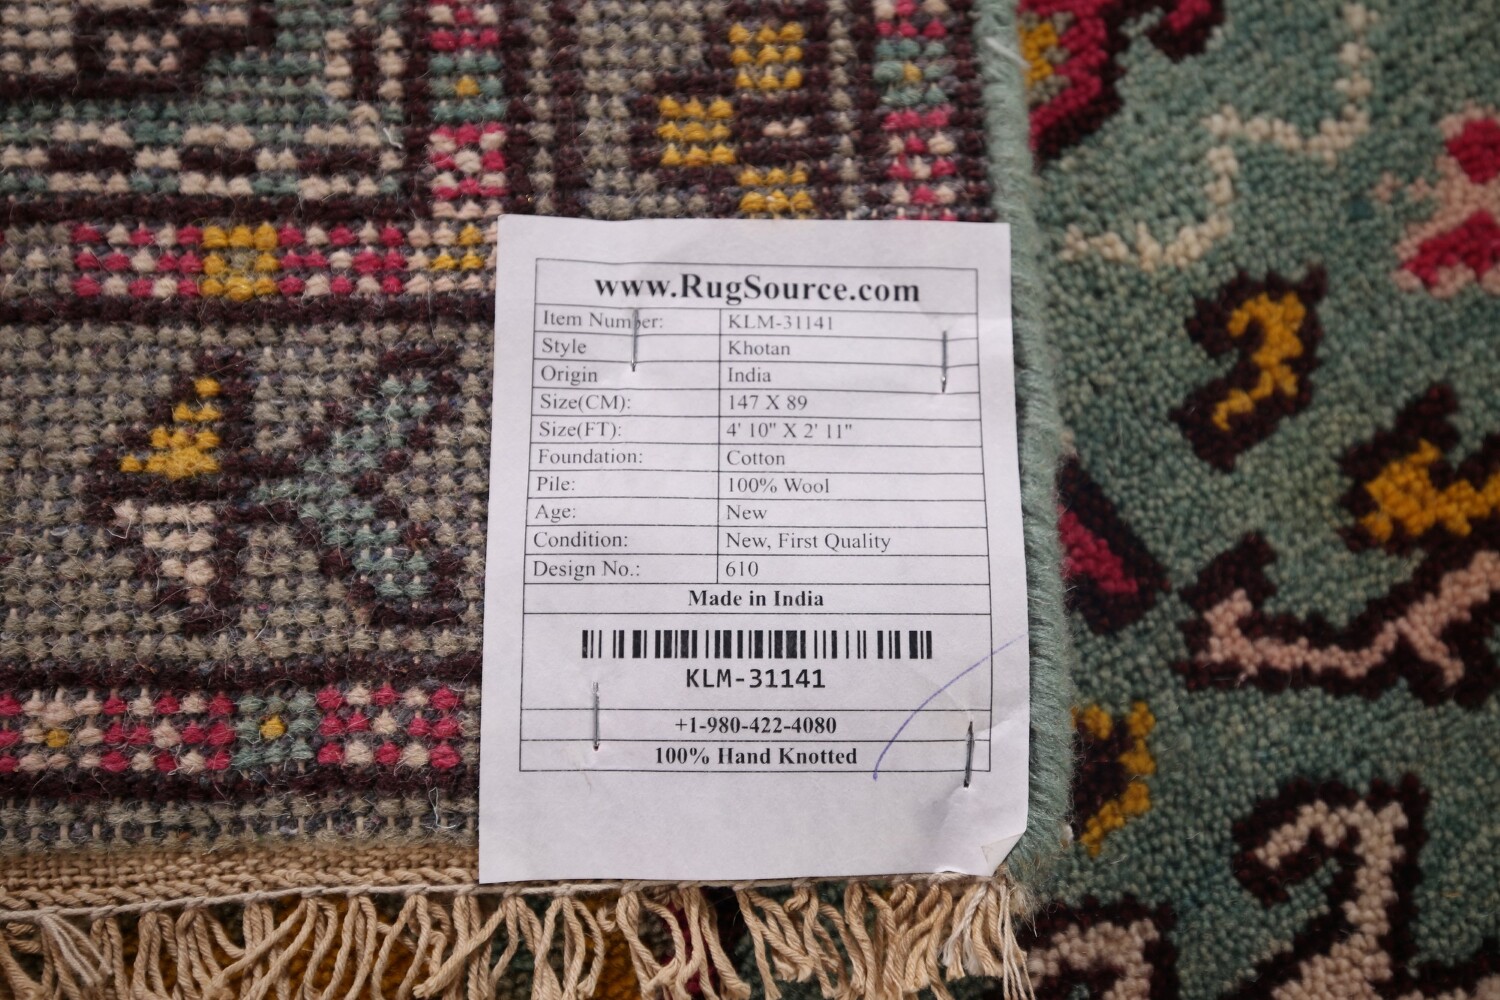 www.RugSource.com
Item Number: KLM-31141
Style Khotan
Origin India
Size(CM): 147 X 89
Size(FT): 4' 10" X 2' 11"
Foundation: Cotton
Pile: 100% Wool
Age: New
Condition: New, First Quality
Design No.: 610
Made in India
KLM-31141
+1-980-422-4080
100% Hand Knotted